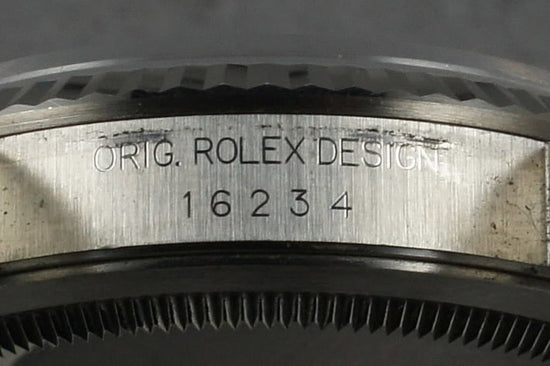 ORIG. ROLEX DESIGN
16234